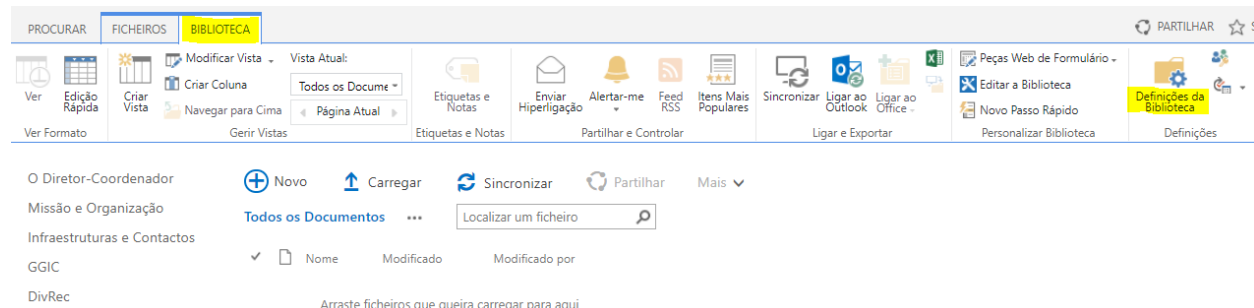 PROCURAR FICHEIROS BIBLIOTECA PARTILHAR
Modificar Vista Vista Atual: Peças Web de Formulário
Criar Coluna Todos os Docume Editar a Biblioteca
Navegar para Cima Página Atual Novo Passo Rápido
Ver Edição Rápida Criar Vista Etiquetas e Notas Enviar Hiperligação Alertar-me Feed RSS Itens Mais Populares Sincronizar Ligar ao Outlook Ligar ao Office Definições da Biblioteca
Ver Formato Gerir Vistas Etiquetas e Notas Partilhar e Controlar Ligar e Exportar Personalizar Biblioteca Definições
O Diretor-Coordenador
Missão e Organização
Infraestruturas e Contactos
GGIC
DivRec
Novo Carregar Sincronizar Partilhar Mais
Todos os Documentos ... Localizar um ficheiro
Nome Modificado Modificado por
Arraste ficheiros que queira carregar para aqui